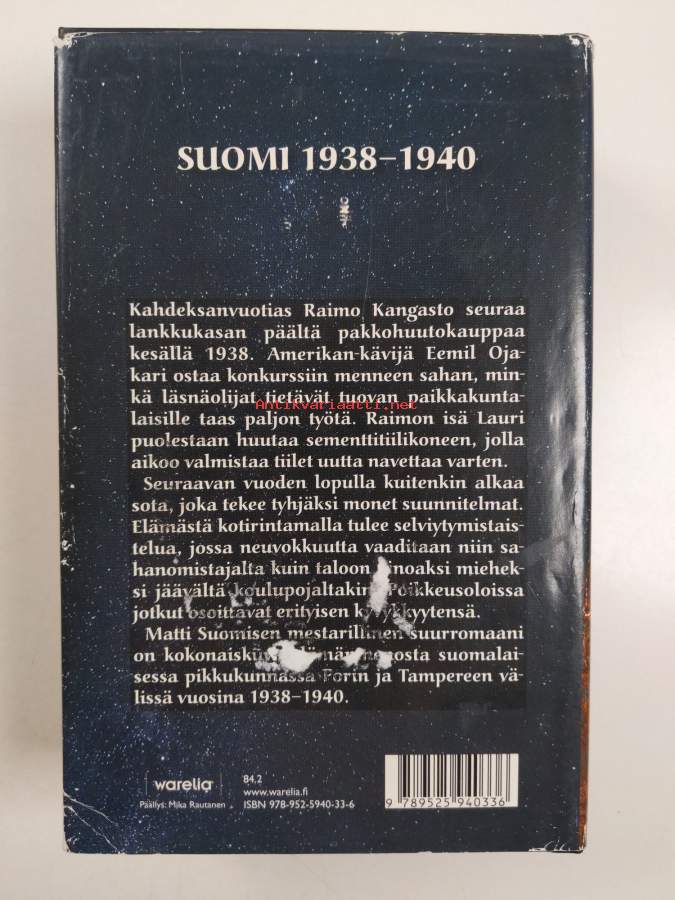 SUOMI 1938–1940
Kahdeksanvuotias Raimo Kangasto seuraa
lankkukasan päältä pakkohuutokauppaa
kesällä 1938. Amerikan-kävijä Eemil Oja-
kari ostaa konkurssiin menneen sahan, min-
kä läsnäolijat tietävät tuovan paikkakunta-
Antikvariaatti.net
laisille taas paljon työtä. Raimon isä Lauri
puolestaan huutaa sementtitiilikoneen, jolla
aikoo valmistaa tiilet uutta navettaa varten.
Seuraavan vuoden lopulla kuitenkin alkaa
sota, joka tekee tyhjäksi monet suunnitelmat.
Elämästä kotirintamalla tulee selviytymistais-
telua, jossa neuvokkuutta vaaditaan niin sa-
hanomistajalta kuin taloon ainoaksi miehek-
si jäävältä koulupojaltakin. Poikkeusoloissa
jotkut osoittavat erityisen kyvykkyytensä.
Matti Suomisen mestarillinen suurromaani
on suomalai-
sessa pikkukunnassa Porin ja Tampereen vä-
lissä vuosina 1938–1940.
warelia
Päällys: Mika Rautanen
84.2
www.warelia.fi
ISBN 978-952-5940-33-6
9 789525 940336